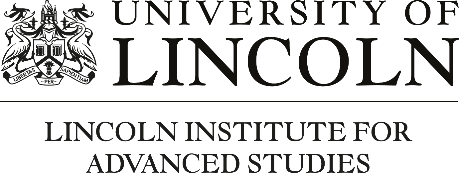 UNIVERSITY OF
LINCOLN
LINCOLN INSTITUTE FOR
ADVANCED STUDIES